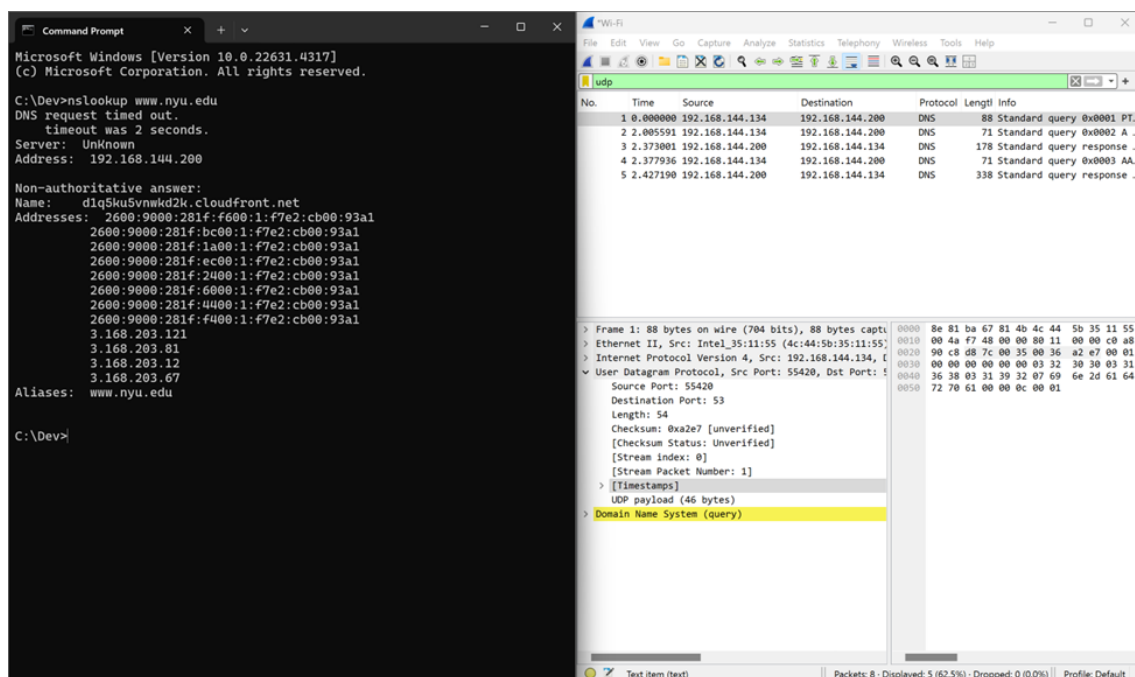 Command Prompt
Microsoft Windows [Version 10.0.22631.4317]
(c) Microsoft Corporation. All rights reserved.
C:\Dev>nslookup www.nyu.edu
DNS request timed out.
timeout was 2 seconds.
Server: UnKnown
Address: 192.168.144.200
Non-authoritative answer:
Name: d1q5ku5vnwkd2k.cloudfront.net
Addresses: 2600:9000:281f:f600:1:f7e2:cb00:93a1
2600:9000:281f:bc00:1:f7e2:cb00:93a1
2600:9000:281f:1a00:1:f7e2:cb00:93a1
2600:9000:281f:ec00:1:f7e2:cb00:93a1
2600:9000:281f:2400:1:f7e2:cb00:93a1
2600:9000:281f:6000:1:f7e2:cb00:93a1
2600:9000:281f:4400:1:f7e2:cb00:93a1
2600:9000:281f:f400:1:f7e2:cb00:93a1
3.168.203.121
3.168.203.81
3.168.203.12
3.168.203.67
Aliases: www.nyu.edu
C:\Dev>
*Wi-Fi
File Edit View Go Capture Analyze Statistics Telephony Wireless Tools Help
udp
No. Time Source Destination Protocol Lengtl Info
1 0.000000 192.168.144.134 192.168.144.200 DNS 88 Standard query 0x0001 PT…
2 2.005591 192.168.144.134 192.168.144.200 DNS 71 Standard query 0x0002 A …
3 2.373001 192.168.144.200 192.168.144.134 DNS 178 Standard query response …
4 2.377936 192.168.144.134 192.168.144.200 DNS 71 Standard query 0x0003 AA…
5 2.427190 192.168.144.200 192.168.144.134 DNS 338 Standard query response …
Frame 1: 88 bytes on wire (704 bits), 88 bytes captu
Ethernet II, Src: Intel_35:11:55 (4c:44:5b:35:11:55)
Internet Protocol Version 4, Src: 192.168.144.134, D
User Datagram Protocol, Src Port: 55420, Dst Port: 5
Source Port: 55420
Destination Port: 53
Length: 54
Checksum: 0xa2e7 [unverified]
[Checksum Status: Unverified]
[Stream index: 0]
[Stream Packet Number: 1]
[Timestamps]
UDP payload (46 bytes)
Domain Name System (query)
0000 8e 81 ba 67 81 4b 4c 44 5b 35 11 55
0010 00 4a f7 48 00 00 80 11 00 00 c0 a8
0020 90 c8 d8 7c 00 35 00 36 a2 e7 00 01
0030 00 00 00 00 00 00 03 32 30 30 03 31
0040 36 38 03 31 39 32 07 69 6e 2d 61 64
0050 72 70 61 00 00 0c 00 01
Text item (text)
Packets: 8 · Displayed: 5 (62.5%) · Dropped: 0 (0.0%)
Profile: Default